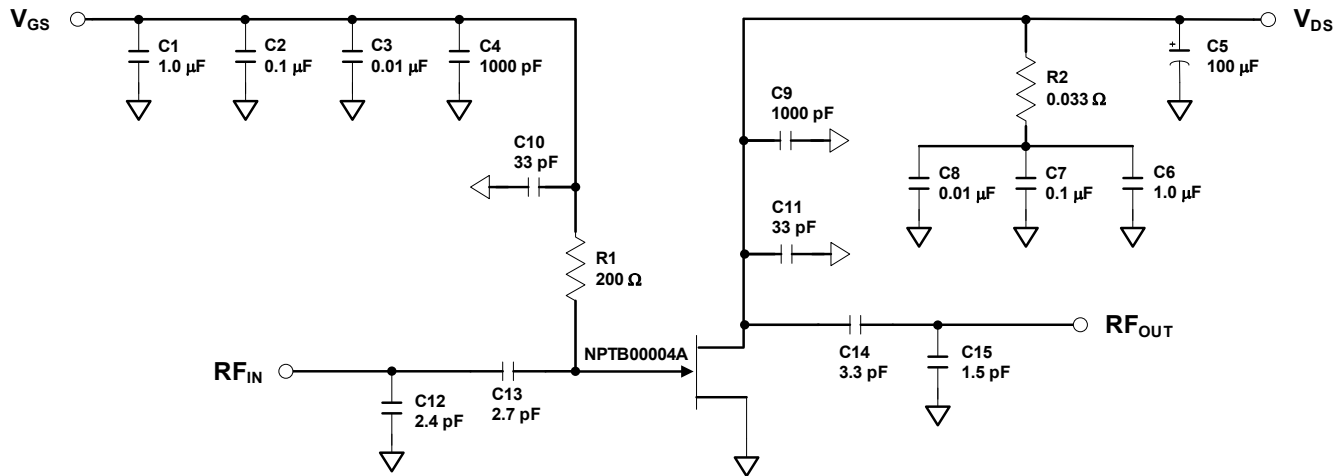 VGS
C1
1.0 µF
C2
0.1 µF
C3
0.01 µF
C4
1000 pF
C10
33 pF
R1
200 Ω
NPTB00004A
RFIN
C12
2.4 pF
C13
2.7 pF
VDS
C5
+
100 µF
R2
0.033 Ω
C9
1000 pF
C8
0.01 µF
C7
0.1 µF
C6
1.0 µF
C11
33 pF
C14
3.3 pF
C15
1.5 pF
RFOUT